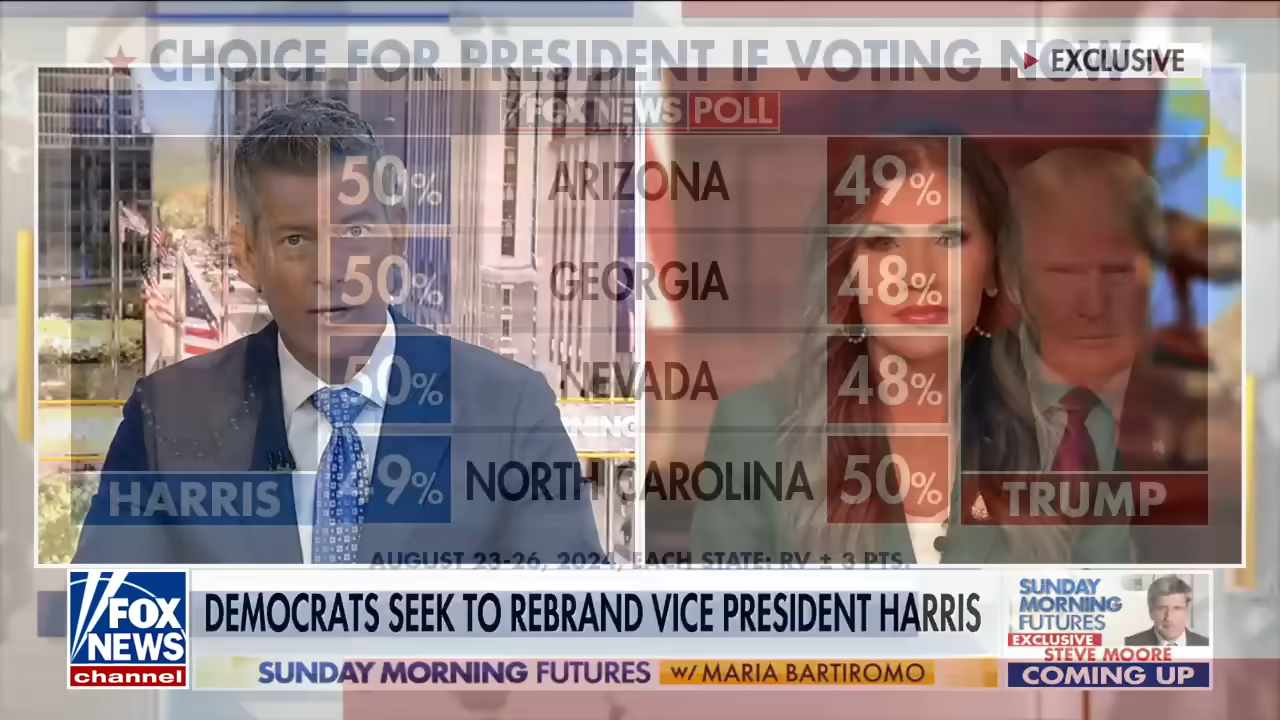 CHOICE FOR PRESIDENT IF VOTING NOW
EXCLUSIVE
FOX NEWS POLL
50% ARIZONA 49%
50% GEORGIA 48%
50% NEVADA 48%
49% NORTH CAROLINA 50%
HARRIS
TRUMP
AUGUST 23-26, 2024, EACH STATE: RV ± 3 PTS.
FOX
NEWS
channel
DEMOCRATS SEEK TO REBRAND VICE PRESIDENT HARRIS
SUNDAY MORNING FUTURES W/ MARIA BARTIROMO
SUNDAY
MORNING
FUTURES
EXCLUSIVE
STEVE MOORE
COMING UP